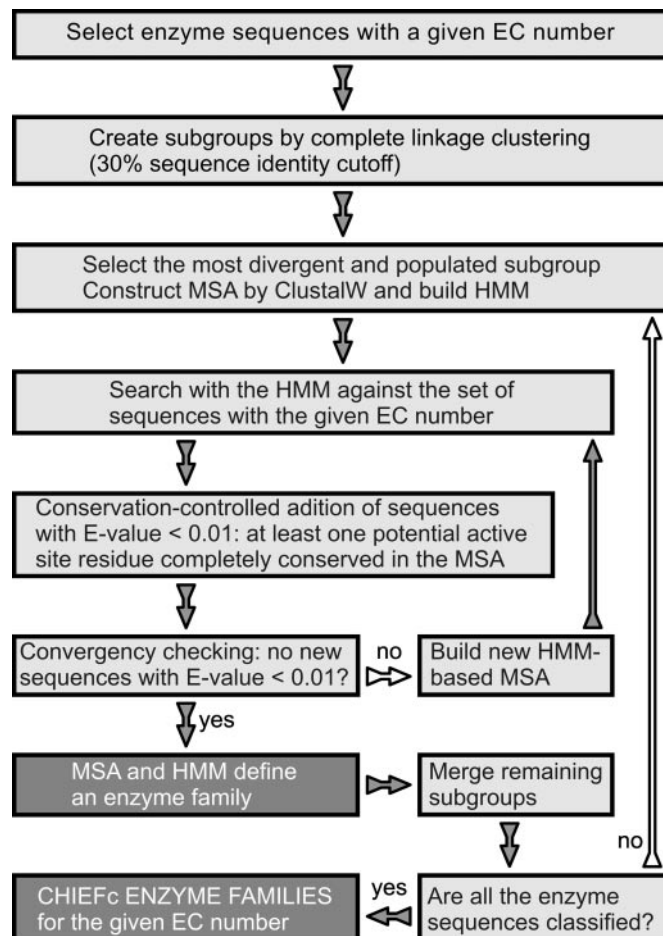 Select enzyme sequences with a given EC number
Create subgroups by complete linkage clustering
(30% sequence identity cutoff)
Select the most divergent and populated subgroup
Construct MSA by ClustalW and build HMM
Search with the HMM against the set of
sequences with the given EC number
Conservation-controlled adition of sequences
with E-value < 0.01: at least one potential active
site residue completely conserved in the MSA
Convergency checking: no new
sequences with E-value < 0.01?
no
Build new HMM-
based MSA
yes
MSA and HMM define
an enzyme family
Merge remaining
subgroups
no
Are all the enzyme
sequences classified?
yes
CHIEFc ENZYME FAMILIES
for the given EC number